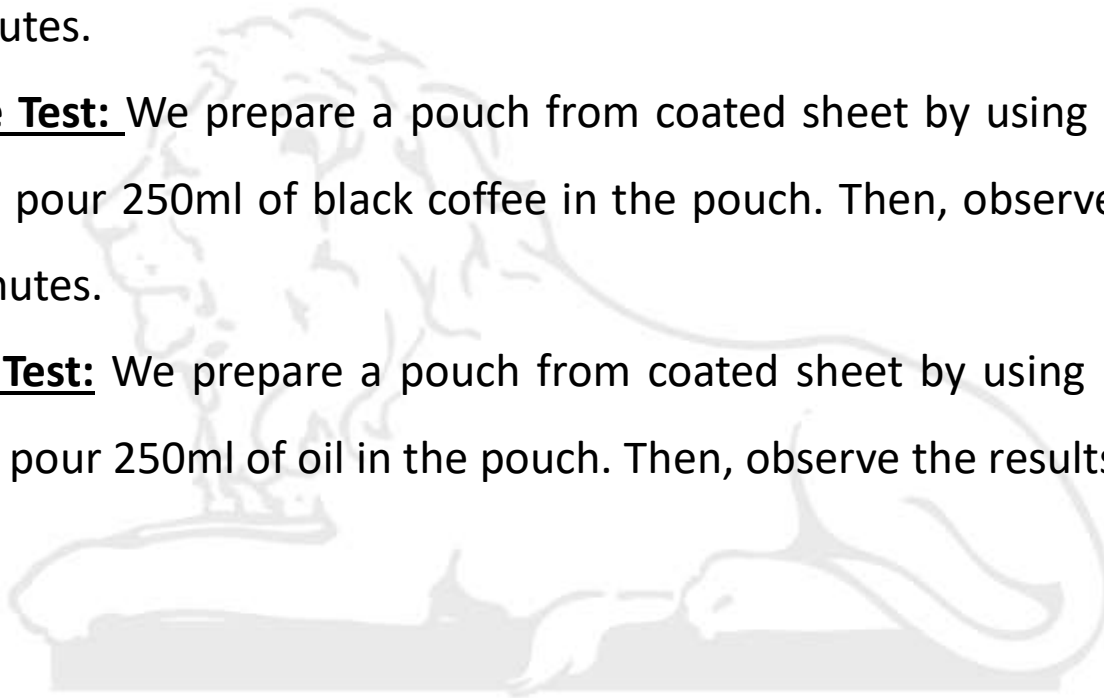 utes.
e Test: We prepare a pouch from coated sheet by using
pour 250ml of black coffee in the pouch. Then, observe
nutes.
Test: We prepare a pouch from coated sheet by using
pour 250ml of oil in the pouch. Then, observe the results